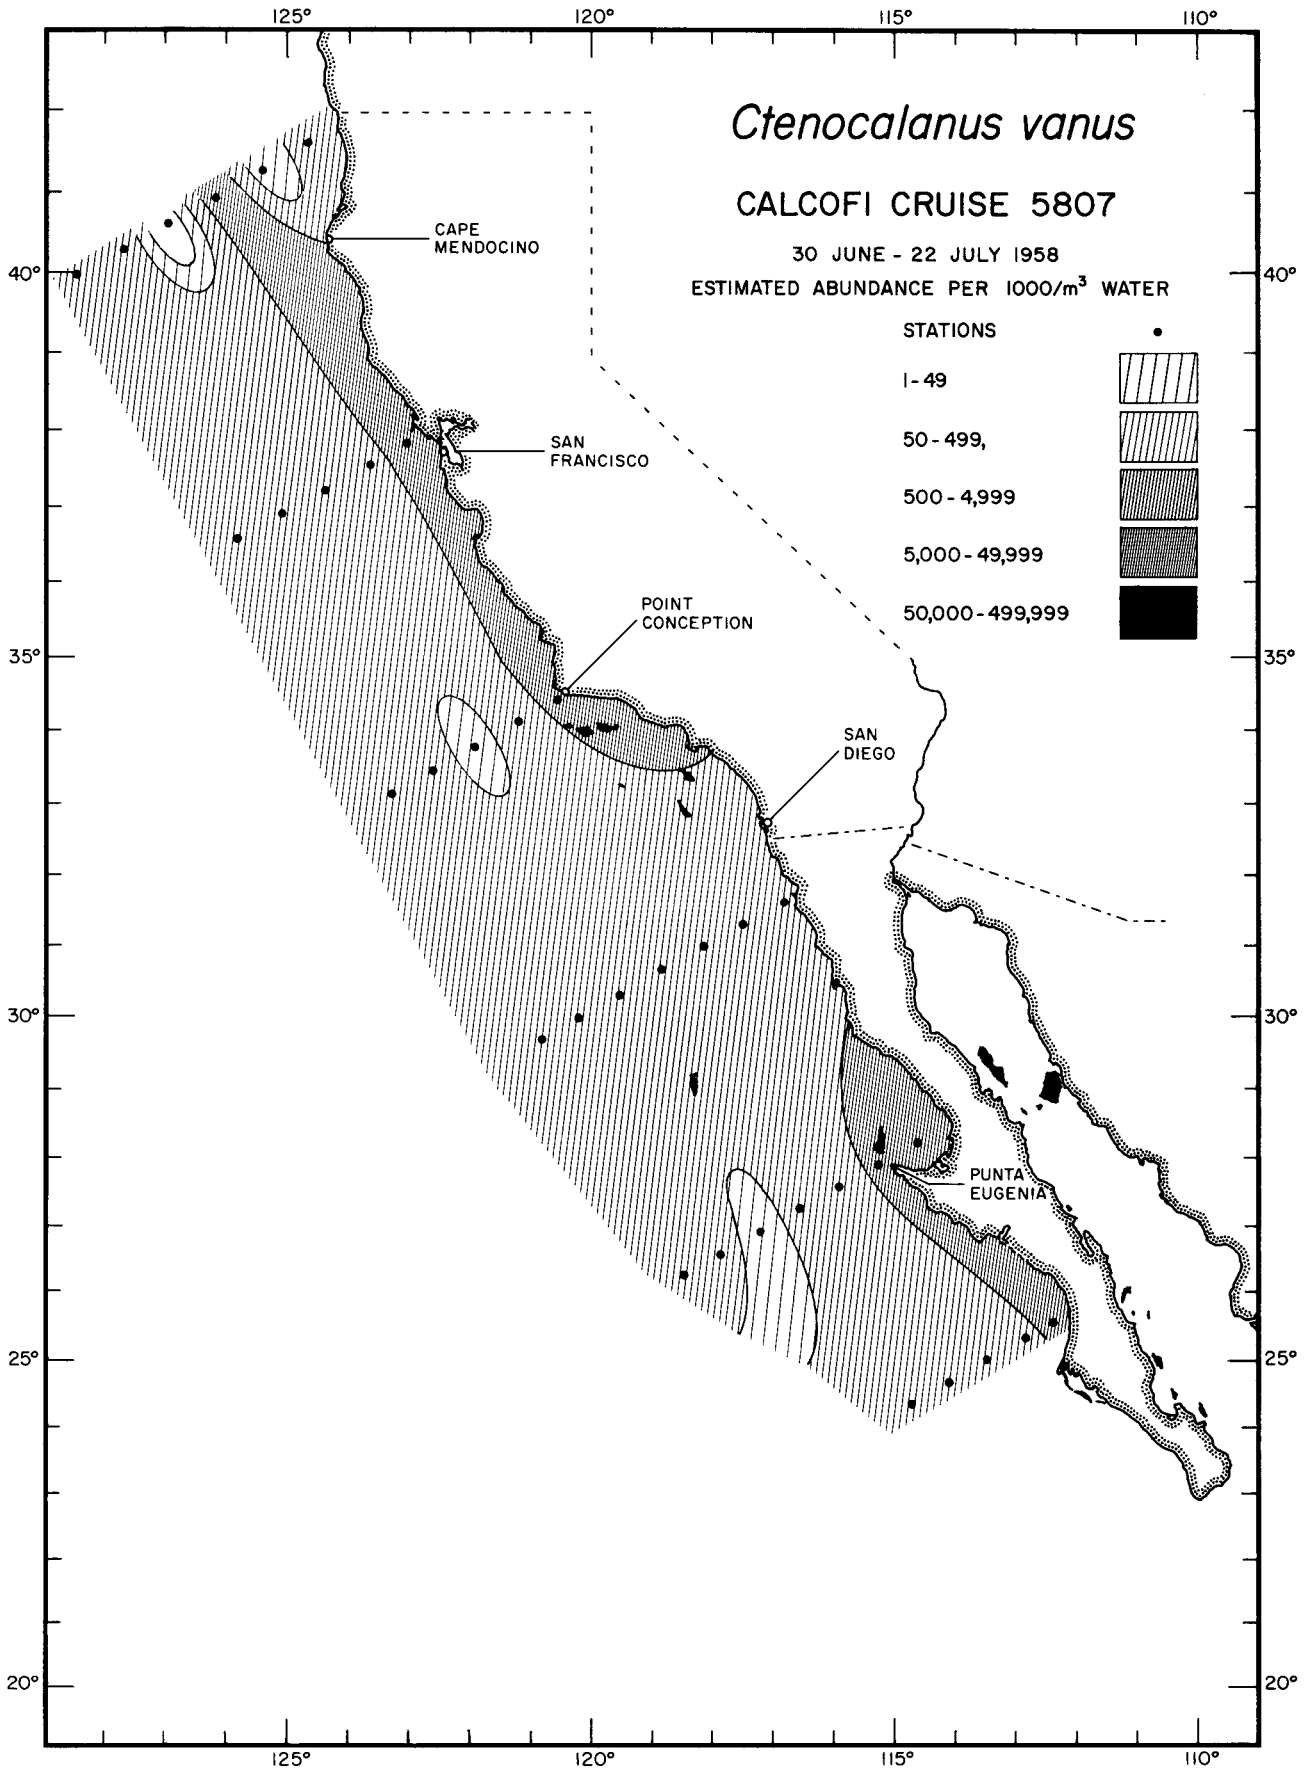 125° 120° 115° 110°
Ctenocalanus vanus
CALCOFI CRUISE 5807
30 JUNE - 22 JULY 1958
ESTIMATED ABUNDANCE PER 1000/m³ WATER
STATIONS
1-49
50-499,
500-4,999
5,000-49,999
50,000-499,999
CAPE
MENDOCINO
40° 40°
SAN
FRANCISCO
POINT
CONCEPTION
35° 35°
SAN
DIEGO
30° 30°
PUNTA
EUGENIA
25° 25°
20° 20°
125° 120° 115° 110°